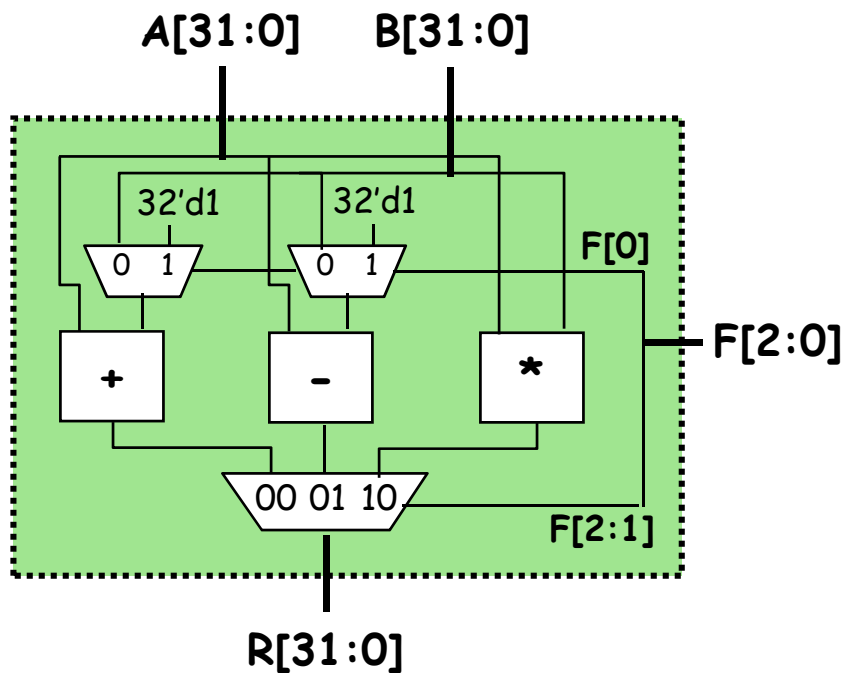 A[31:0] B[31:0]
32'd1 32'd1
F[0]
0 1 0 1
F[2:0]
+ - *
00 01 10
F[2:1]
R[31:0]